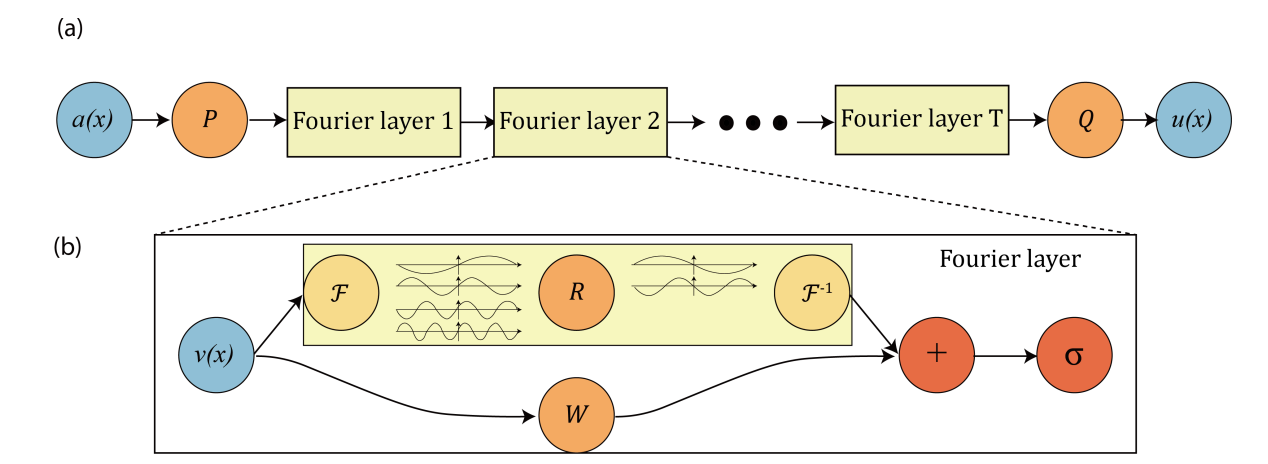 (a)
a(x) P Fourier layer 1 Fourier layer 2 Fourier layer T Q u(x)
(b)
Fourier layer
ℱ R ℱ⁻¹
v(x) + σ
W